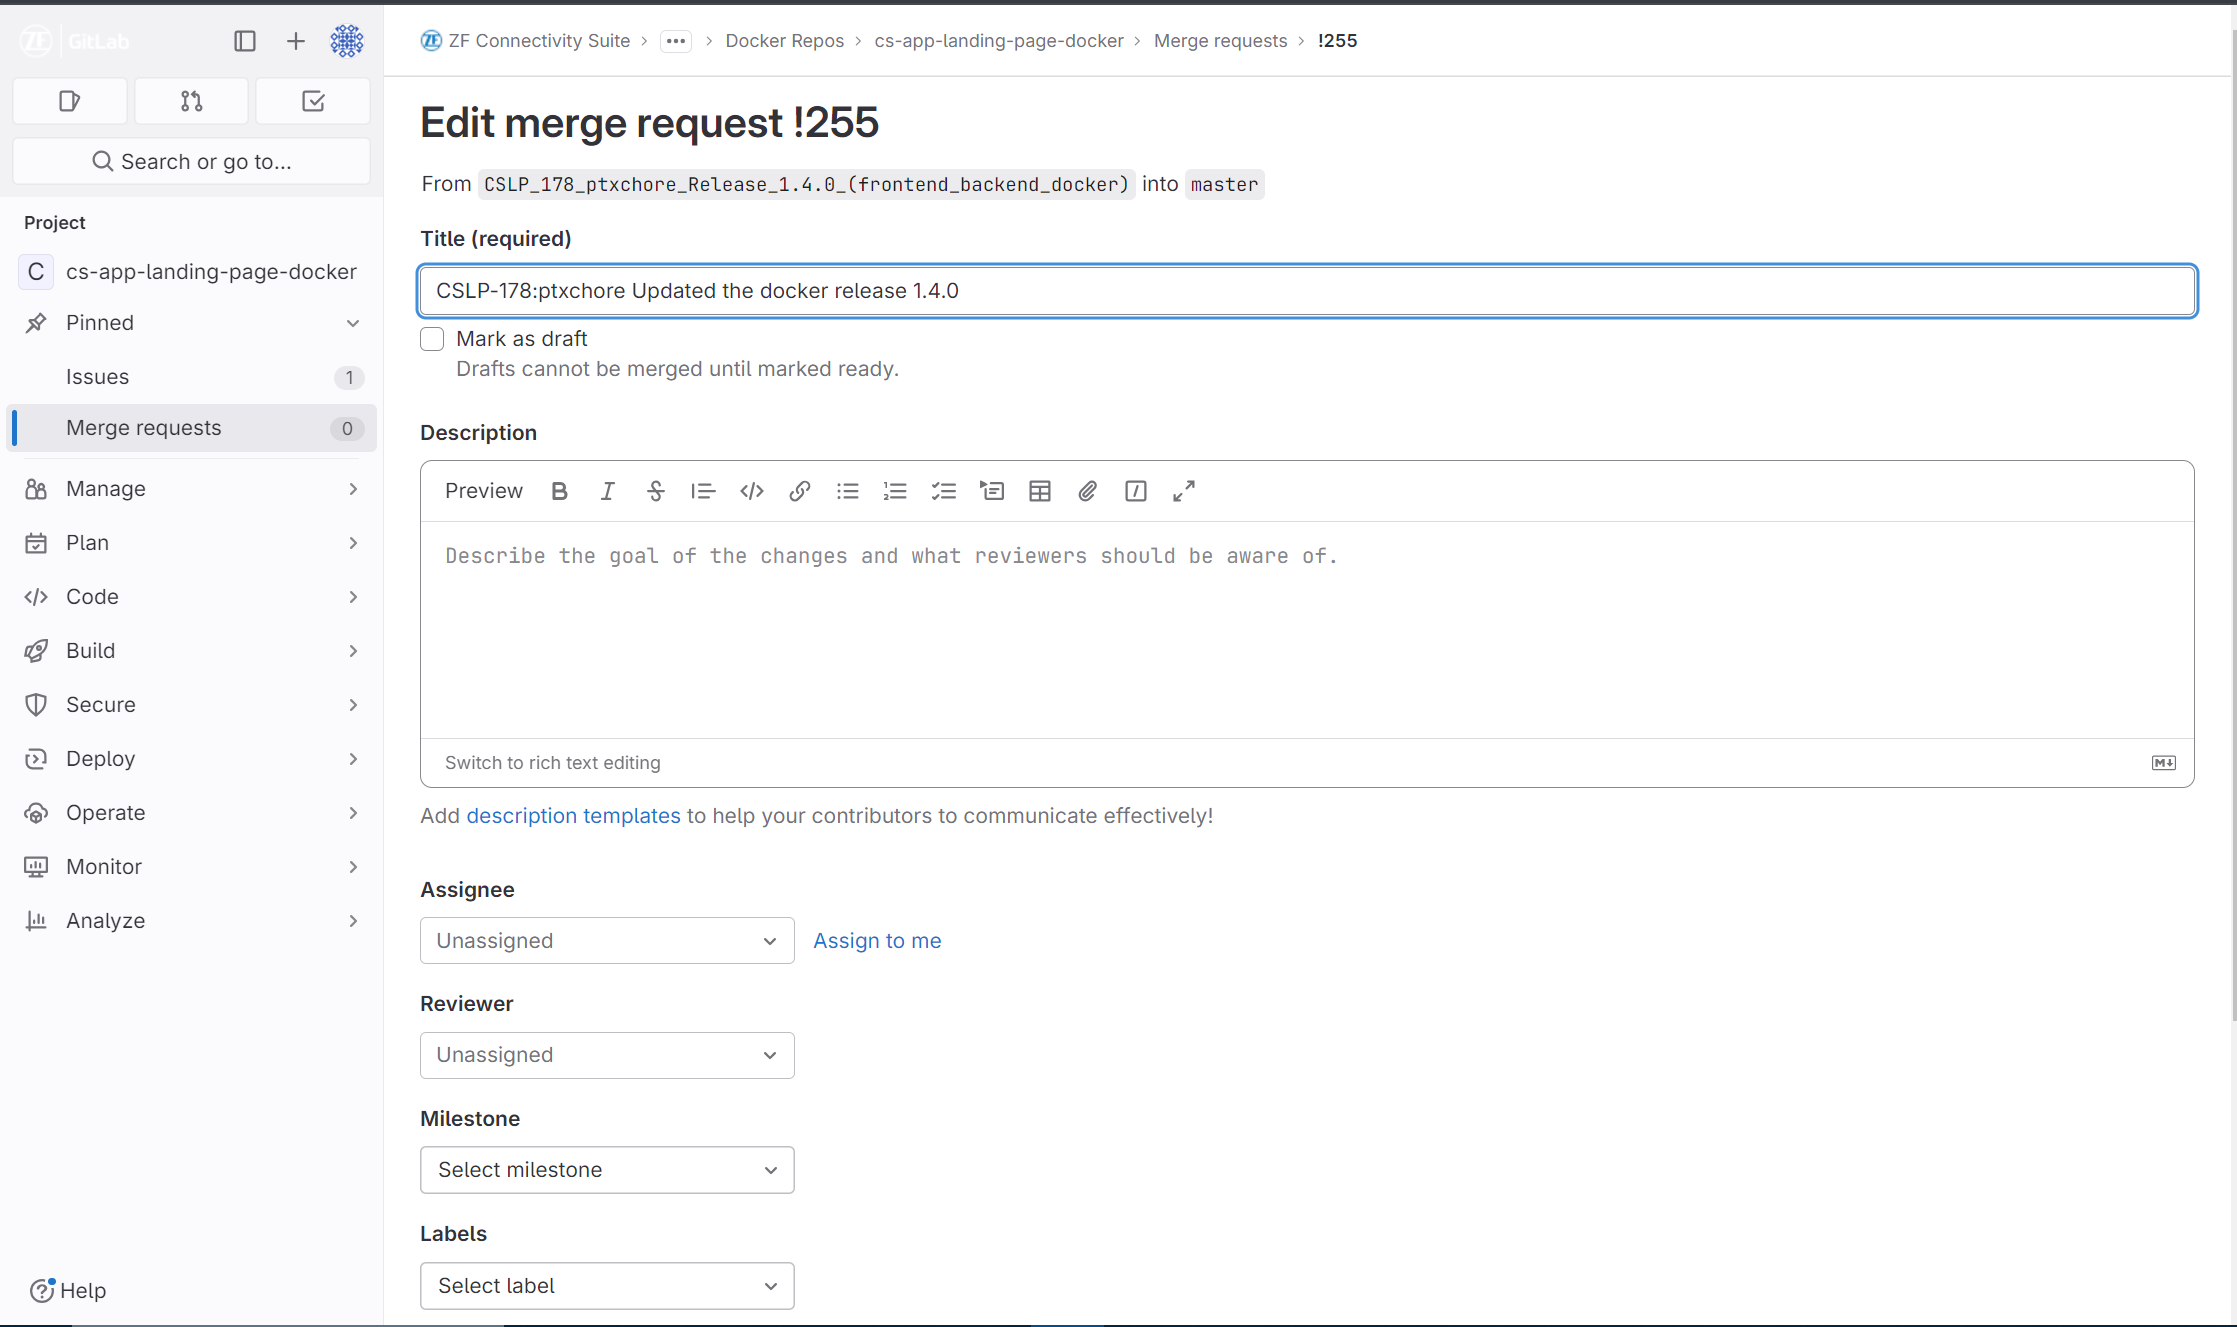 ZF GitLab
ZF Connectivity Suite > ... > Docker Repos > cs-app-landing-page-docker > Merge requests > !255
Search or go to...
Project
C cs-app-landing-page-docker
Pinned
Issues 1
Merge requests 0
Manage
Plan
Code
Build
Secure
Deploy
Operate
Monitor
Analyze
Help
Edit merge request !255
From CSLP_178_ptxchore_Release_1.4.0_(frontend_backend_docker) into master
Title (required)
CSLP-178:ptxchore Updated the docker release 1.4.0
Mark as draft
Drafts cannot be merged until marked ready.
Description
Preview
Describe the goal of the changes and what reviewers should be aware of.
Switch to rich text editing
Add description templates to help your contributors to communicate effectively!
Assignee
Unassigned Assign to me
Reviewer
Unassigned
Milestone
Select milestone
Labels
Select label